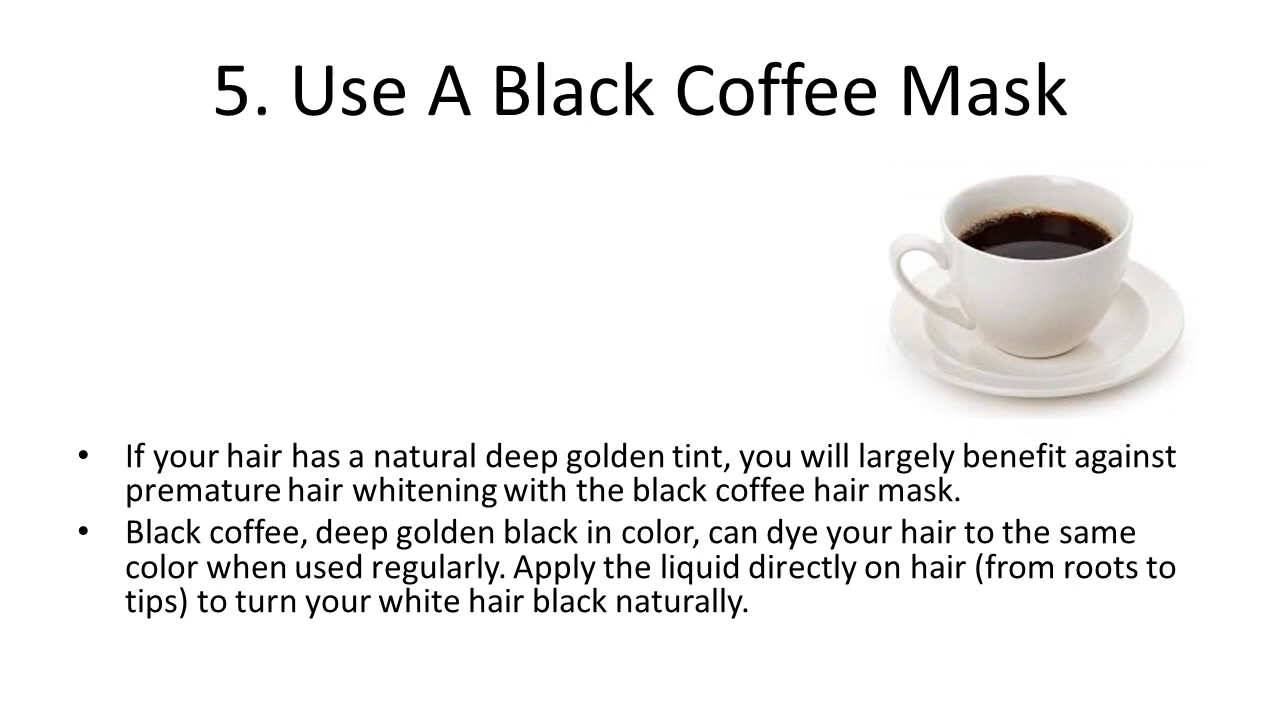 5. Use A Black Coffee Mask
• If your hair has a natural deep golden tint, you will largely benefit against
premature hair whitening with the black coffee hair mask.
• Black coffee, deep golden black in color, can dye your hair to the same
color when used regularly. Apply the liquid directly on hair (from roots to
tips) to turn your white hair black naturally.